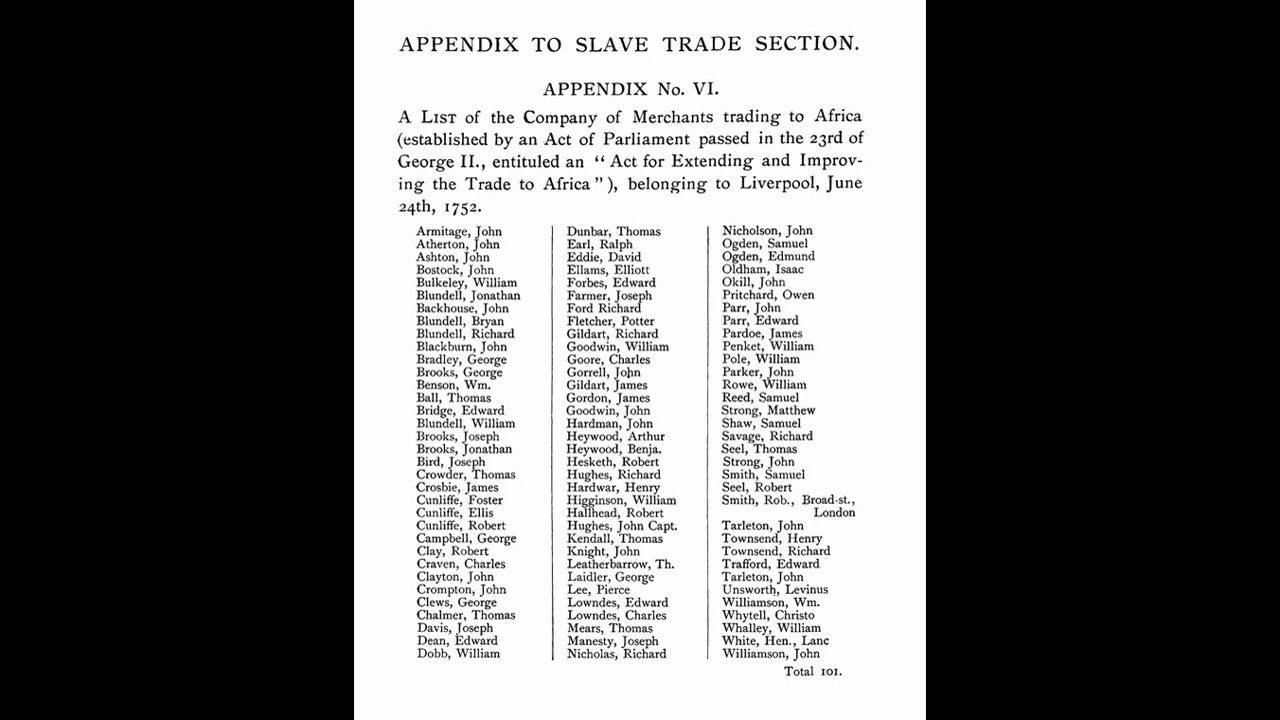 APPENDIX TO SLAVE TRADE SECTION.
APPENDIX No. VI.
A LIST of the Company of Merchants trading to Africa
(established by an Act of Parliament passed in the 23rd of
George II., entituled an “ Act for Extending and Improv-
ing the Trade to Africa ” ), belonging to Liverpool, June
24th, 1752.
Armitage, John
Atherton, John
Ashton, John
Bostock, John
Bulkeley, William
Blundell, Jonathan
Backhouse, John
Blundell, Bryan
Blundell, Richard
Blackburn, John
Bradley, George
Brooks, George
Benson, Wm.
Ball, Thomas
Bridge, Edward
Blundell, William
Brooks, Joseph
Brooks, Jonathan
Bird, Joseph
Crowder, Thomas
Crosbie, James
Cunliffe, Foster
Cunliffe, Ellis
Cunliffe, Robert
Campbell, George
Clay, Robert
Craven, Charles
Clayton, John
Crompton, John
Clews, George
Chalmer, Thomas
Davis, Joseph
Dean, Edward
Dobb, William
Dunbar, Thomas
Earl, Ralph
Eddie, David
Ellams, Elliott
Forbes, Edward
Farmer, Joseph
Ford Richard
Fletcher, Potter
Gildart, Richard
Goodwin, William
Goore, Charles
Gorrell, John
Gildart, James
Gordon, James
Goodwin, John
Hardman, John
Heywood, Arthur
Heywood, Benja.
Hesketh, Robert
Hughes, Richard
Hardwar, Henry
Higginson, William
Hallhead, Robert
Hughes, John Capt.
Kendall, Thomas
Knight, John
Leatherbarrow, Th.
Laidler, George
Lee, Pierce
Lowndes, Edward
Lowndes, Charles
Mears, Thomas
Manesty, Joseph
Nicholas, Richard
Nicholson, John
Ogden, Samuel
Ogden, Edmund
Oldham, Isaac
Okill, John
Pritchard, Owen
Parr, John
Parr, Edward
Pardoe, James
Penket, William
Pole, William
Parker, John
Rowe, William
Reed, Samuel
Strong, Matthew
Shaw, Samuel
Savage, Richard
Seel, Thomas
Strong, John
Smith, Samuel
Seel, Robert
Smith, Rob., Broad-st.,
London
Tarleton, John
Townsend, Henry
Townsend, Richard
Trafford, Edward
Tarleton, John
Unsworth, Levinus
Williamson, Wm.
Whytell, Christo
Whalley, William
White, Hen., Lanc
Williamson, John
Total 101.